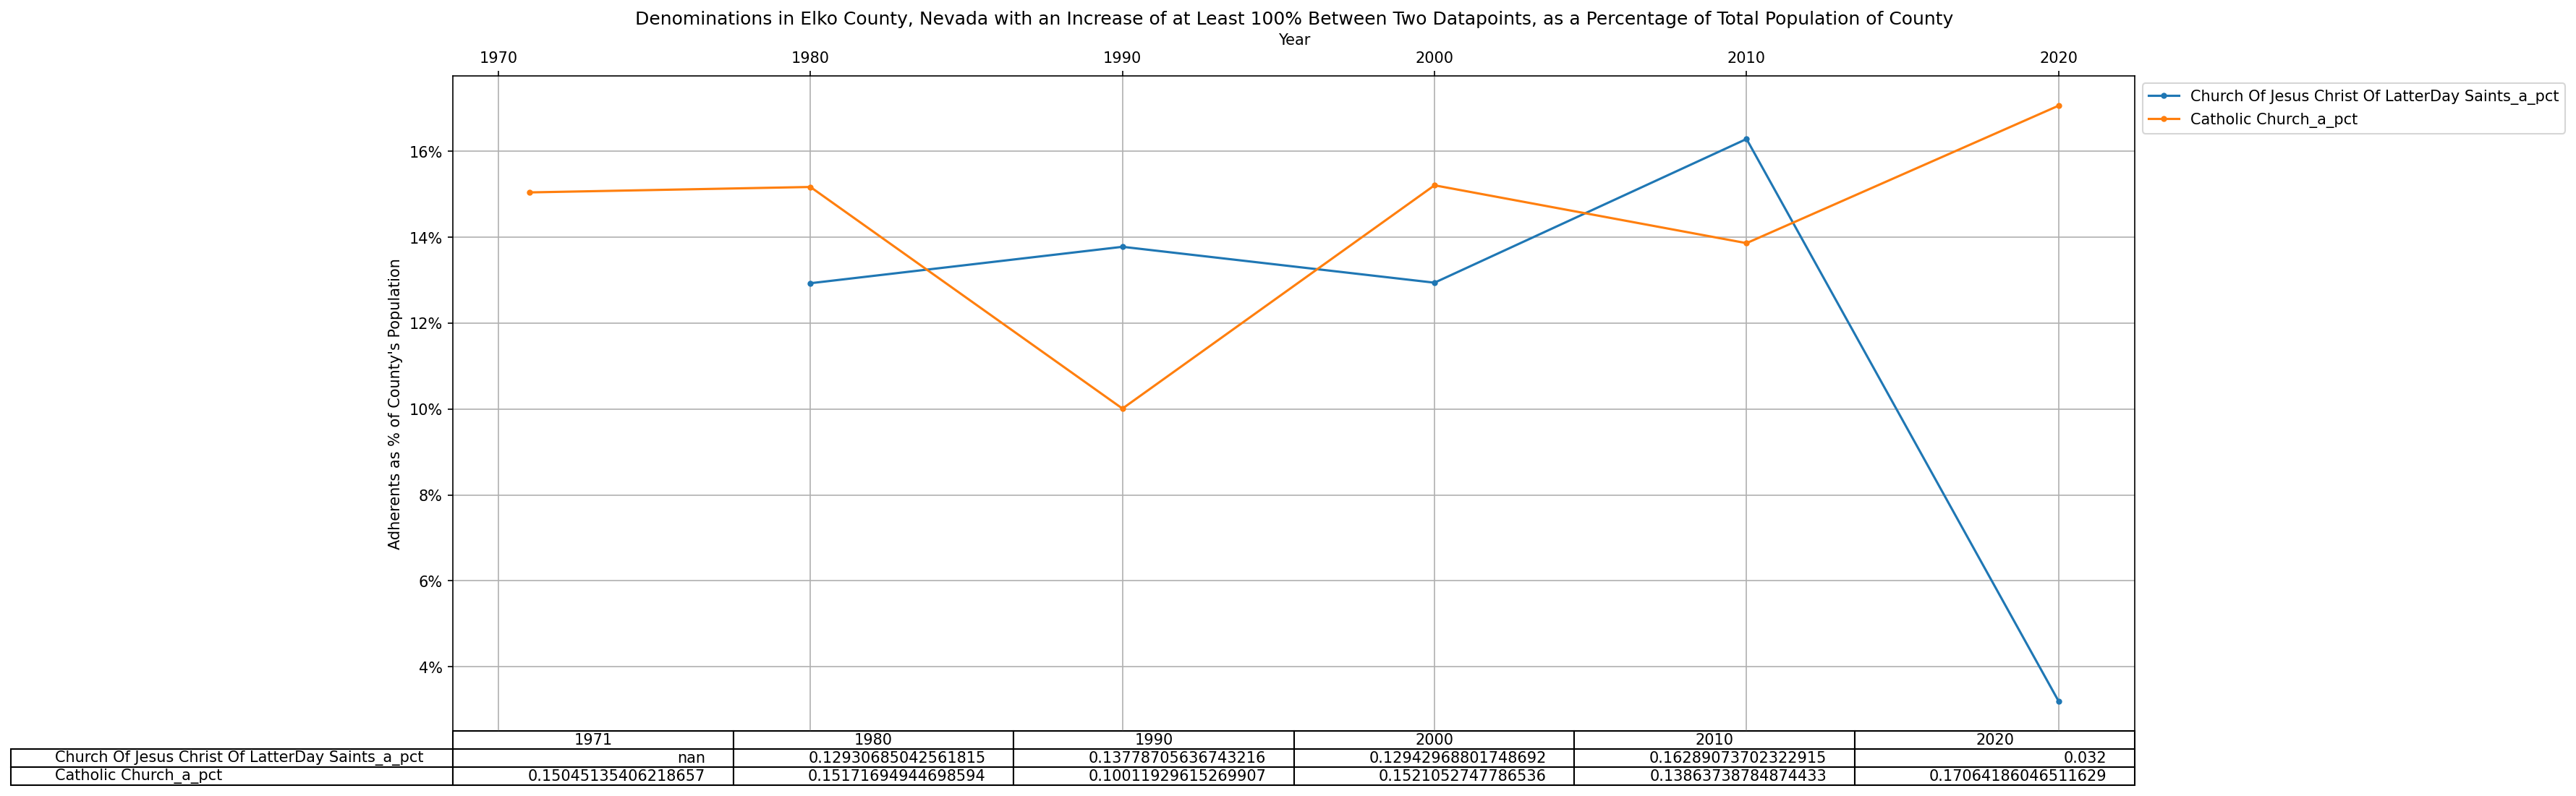 Denominations in Elko County, Nevada with an Increase of at Least 100% Between Two Datapoints, as a Percentage of Total Population of County
Year
1970 1980 1990 2000 2010 2020
Church Of Jesus Christ Of LatterDay Saints_a_pct
Catholic Church_a_pct
Adherents as % of County's Population
16%
14%
12%
10%
8%
6%
4%
1971 1980 1990 2000 2010 2020
Church Of Jesus Christ Of LatterDay Saints_a_pct nan 0.12930685042561815 0.13778705636743216 0.12942968801748692 0.16289073702322915 0.032
Catholic Church_a_pct 0.15045135406218657 0.15171694944698594 0.10011929615269907 0.1521052747786536 0.13863738784874433 0.17064186046511629